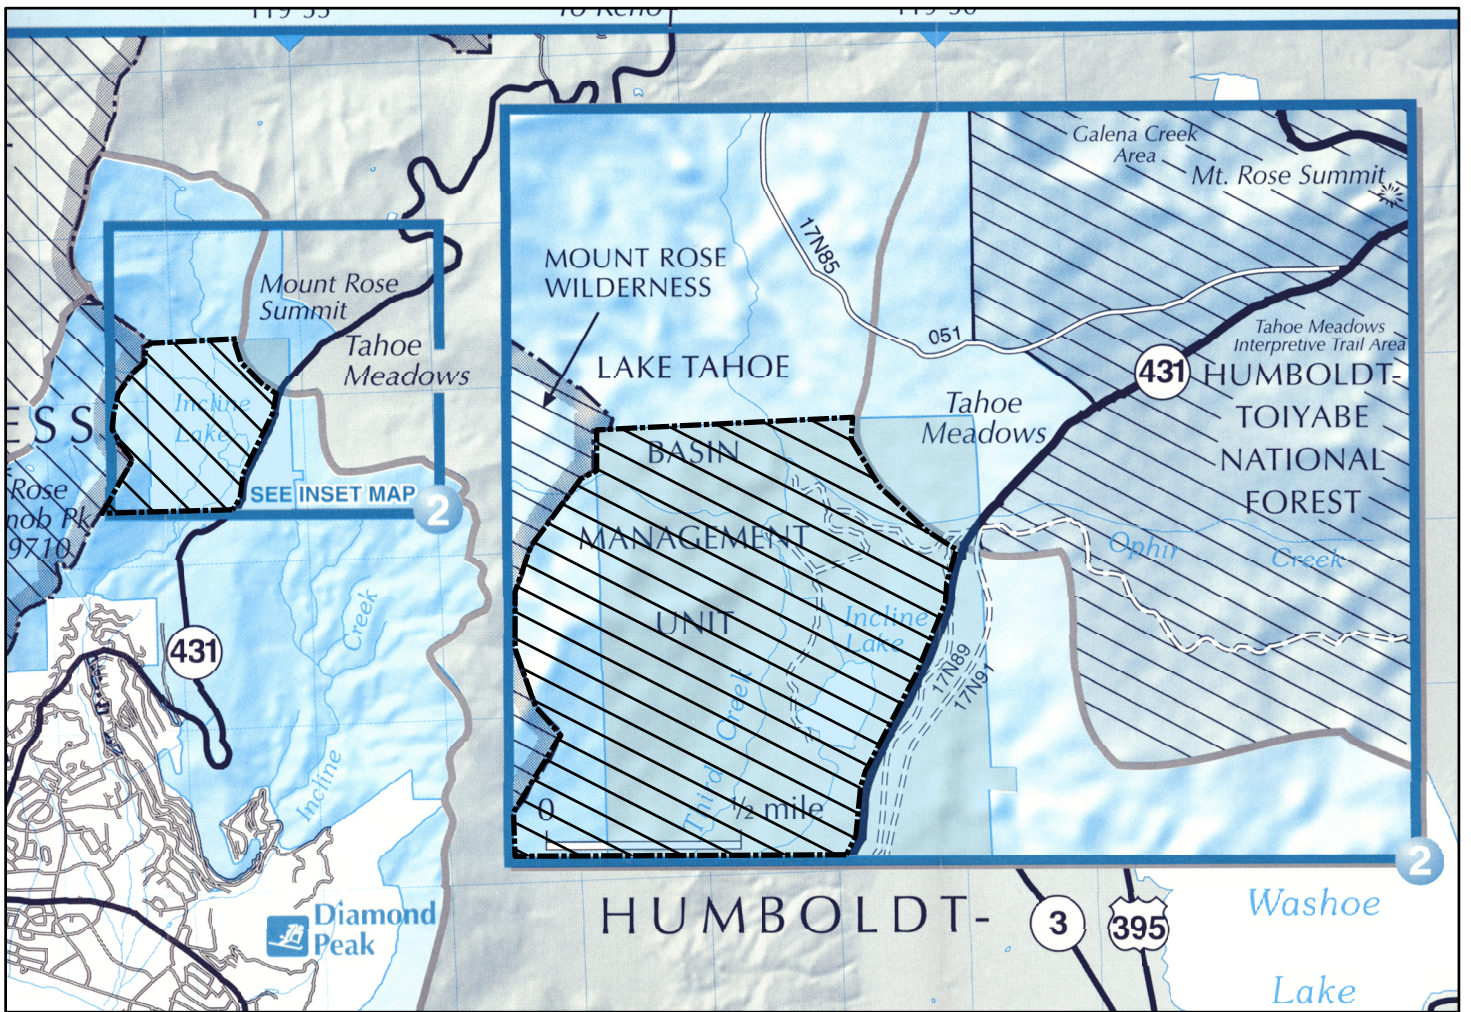 To Reno
Galena Creek
Area
Mt. Rose Summit
17N85
MOUNT ROSE
WILDERNESS
Mount Rose
Summit
051
Tahoe Meadows
Interpretive Trail Area
Tahoe
Meadows
LAKE TAHOE
431
HUMBOLDT-
TOIYABE
NATIONAL
FOREST
Incline
Lake
Tahoe
Meadows
ESS
BASIN
SEE INSET MAP
2
Rose
nob Pk
9710
MANAGEMENT
Ophir
Creek
UNIT
Incline
Lake
Creek
431
17N89
17N91
Third
Creek
Incline
0
½ mile
2
Diamond
Peak
HUMBOLDT-
3
395
Washoe
Lake